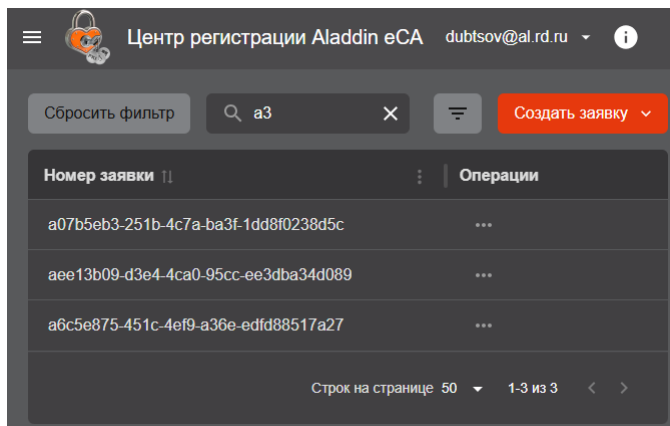 Центр регистрации Aladdin eCA dubtsov@al.rd.ru i
Сбросить фильтр a3 Создать заявку
Номер заявки Операции
a07b5eb3-251b-4c7a-ba3f-1dd8f0238d5c
aee13b09-d3e4-4ca0-95cc-ee3dba34d089
a6c5e875-451c-4ef9-a36e-edfd88517a27
Строк на странице 50 1-3 из 3